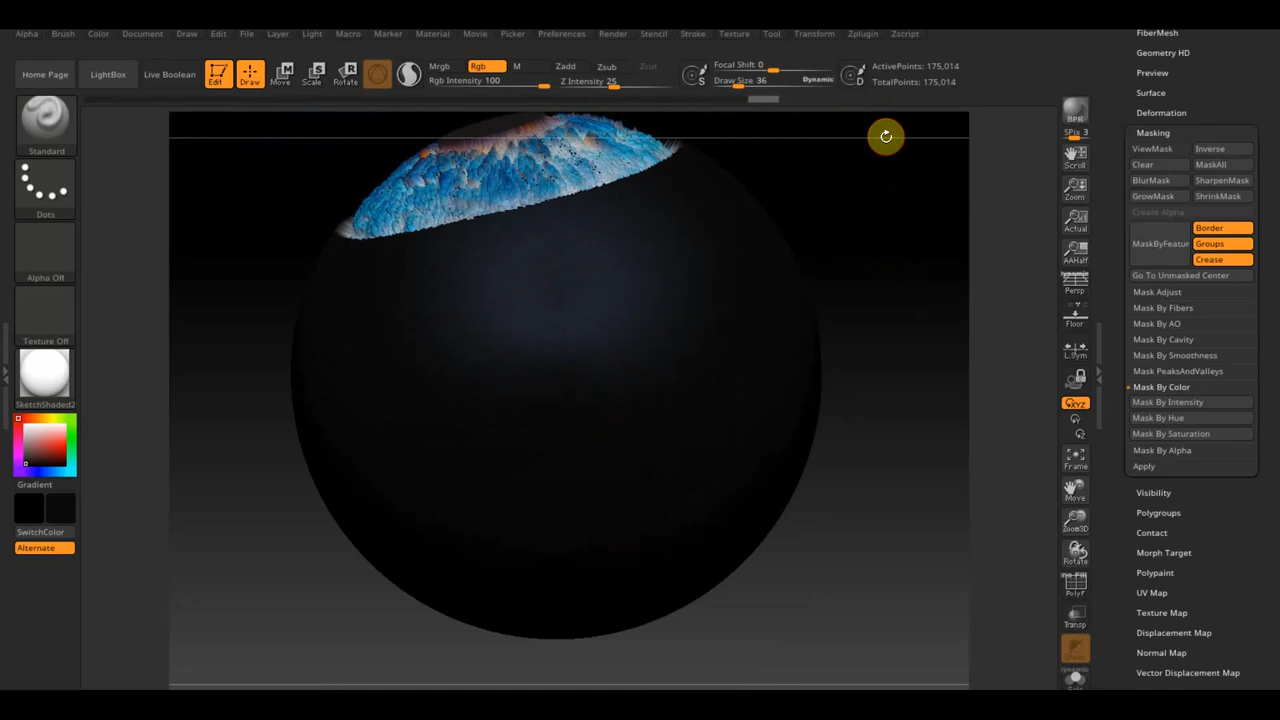 Alpha Brush Color Document Draw Edit File Layer Light Macro Marker Material Movie Picker Preferences Render Stencil Stroke Texture Tool Transform Zplugin Zscript
Home Page LightBox Live Boolean
Edit Draw Move Scale Rotate
Mrgb Rgb M Zadd Zsub Zcut
Rgb Intensity 100 Z Intensity 25
Focal Shift 0
Draw Size 36 Dynamic
S
D
ActivePoints: 175,014
TotalPoints: 175,014
Standard
Dots
Alpha Off
Texture Off
SketchShaded2
Gradient
SwitchColor
Alternate
BPR
SPix 3
Scroll
Zoom
Actual
AAHalf
Dynamic
Persp
Floor
L.Sym
XYZ
Y
Z
Frame
Move
Zoom3D
Rotate
Line Fill
PolyF
Transp
Dynamic
Solo
FiberMesh
Geometry HD
Preview
Surface
Deformation
Masking
ViewMask Inverse
Clear MaskAll
BlurMask SharpenMask
GrowMask ShrinkMask
Create Alpha
MaskByFeatur
Border
Groups
Crease
Go To Unmasked Center
Mask Adjust
Mask By Fibers
Mask By AO
Mask By Cavity
Mask By Smoothness
Mask PeaksAndValleys
Mask By Color
Mask By Intensity
Mask By Hue
Mask By Saturation
Mask By Alpha
Apply
Visibility
Polygroups
Contact
Morph Target
Polypaint
UV Map
Texture Map
Displacement Map
Normal Map
Vector Displacement Map